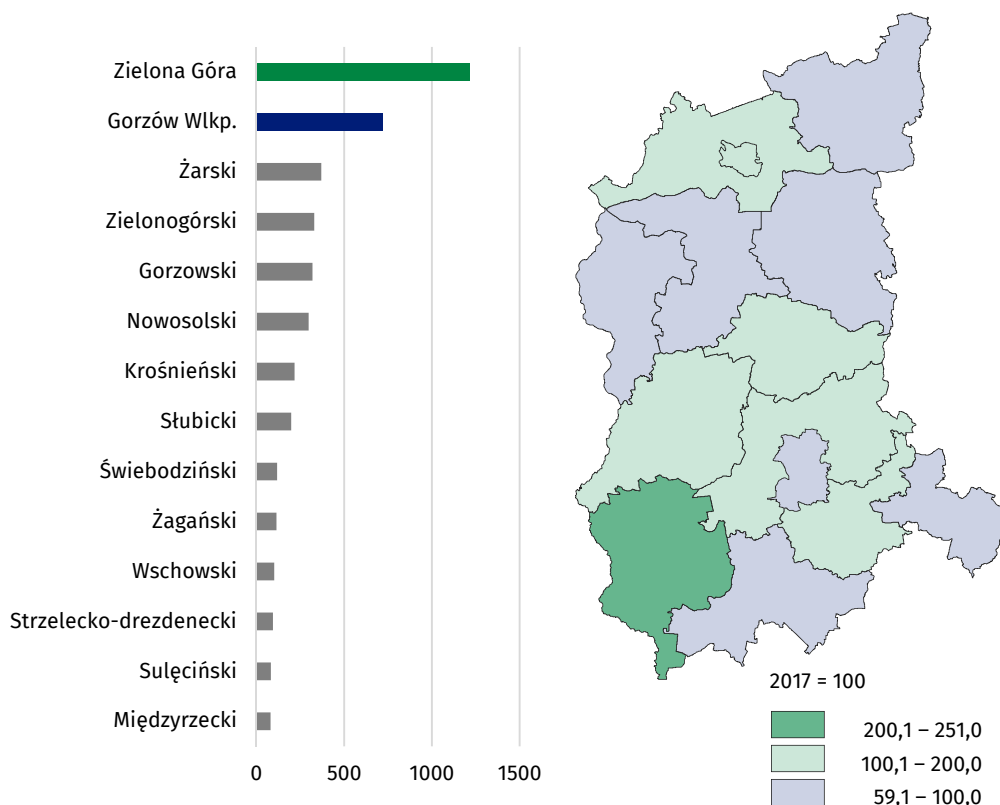 Zielona Góra
Gorzów Wlkp.
Żarski
Zielonogórski
Gorzowski
Nowosolski
Krośnieński
Słubicki
Świebodziński
Żagański
Wschowski
Strzelecko-drezdenecki
Sulęciński
Międzyrzecki
0 500 1000 1500
2017 = 100
200,1 – 251,0
100,1 – 200,0
59,1 – 100,0